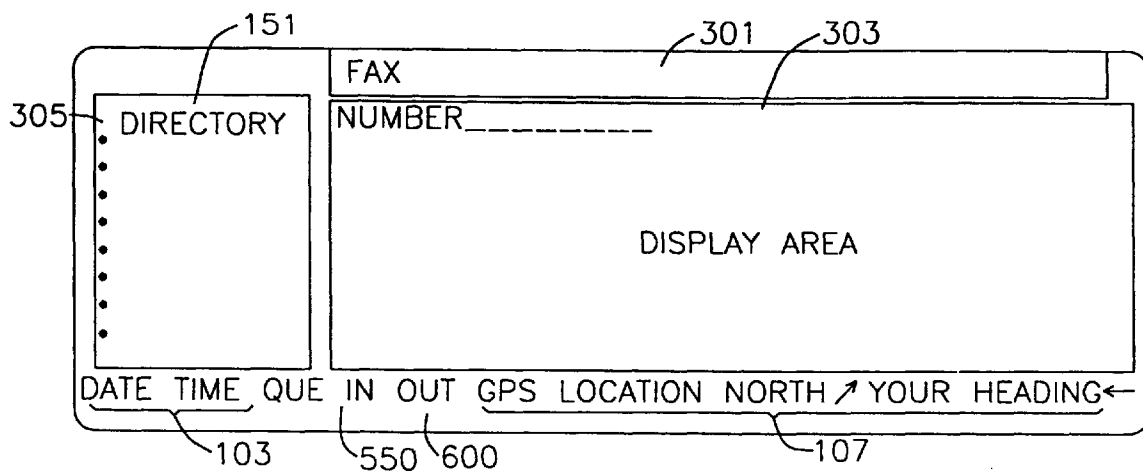 151
301
303
FAX
305
DIRECTORY
NUMBER________
DISPLAY AREA
DATE TIME QUE IN OUT GPS LOCATION NORTH ↗ YOUR HEADING ←
103
550
600
107